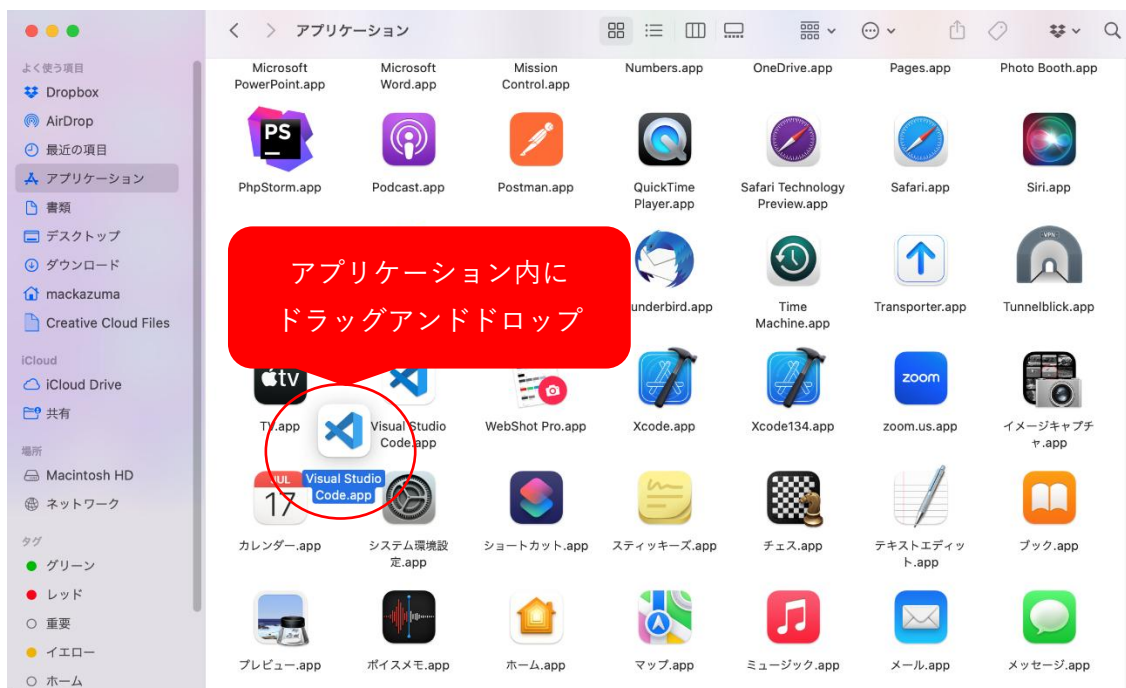 アプリケーション
よく使う項目
Dropbox
AirDrop
最近の項目
アプリケーション
書類
デスクトップ
ダウンロード
mackazuma
Creative Cloud Files
iCloud
iCloud Drive
共有
場所
Macintosh HD
ネットワーク
タグ
グリーン
レッド
重要
イエロー
ホーム
Microsoft
PowerPoint.app
Microsoft
Word.app
Mission
Control.app
Numbers.app
OneDrive.app
Pages.app
Photo Booth.app
PS
PhpStorm.app
Podcast.app
Postman.app
QuickTime
Player.app
Safari Technology
Preview.app
Safari.app
Siri.app
アプリケーション内に
ドラッグアンドドロップ
underbird.app
Time
Machine.app
VPN
Transporter.app
Tunnelblick.app
tv
TV.app
Visual Studio
Code.app
WebShot Pro.app
Xcode.app
Xcode134.app
zoom
zoom.us.app
イメージキャプチ
ャ.app
Visual Studio
Code.app
JUL
17
カレンダー.app
システム環境設
定.app
ショートカット.app
スティッキーズ.app
チェス.app
テキストエディッ
ト.app
ブック.app
プレビュー.app
ボイスメモ.app
ホーム.app
マップ.app
ミュージック.app
メール.app
メッセージ.app